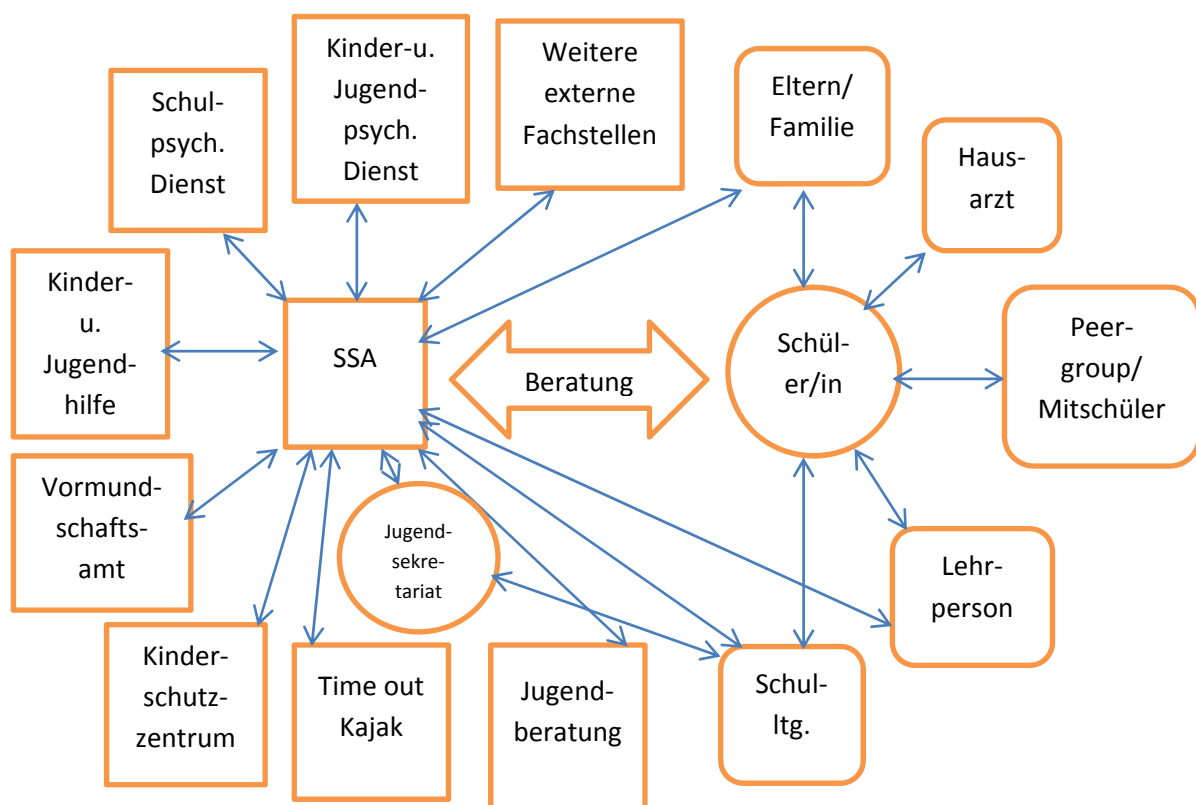 Schul-
psych.
Dienst
Kinder-u.
Jugend-
psych.
Dienst
Weitere
externe
Fachstellen
Eltern/
Familie
Haus-
arzt
Kinder-
u.
Jugend-
hilfe
SSA
Beratung
Schül-
er/in
Peer-
group/
Mitschüler
Vormund-
schafts-
amt
Jugend-
sekre-
tariat
Lehr-
person
Kinder-
schutz-
zentrum
Time out
Kajak
Jugend-
beratung
Schul-
ltg.